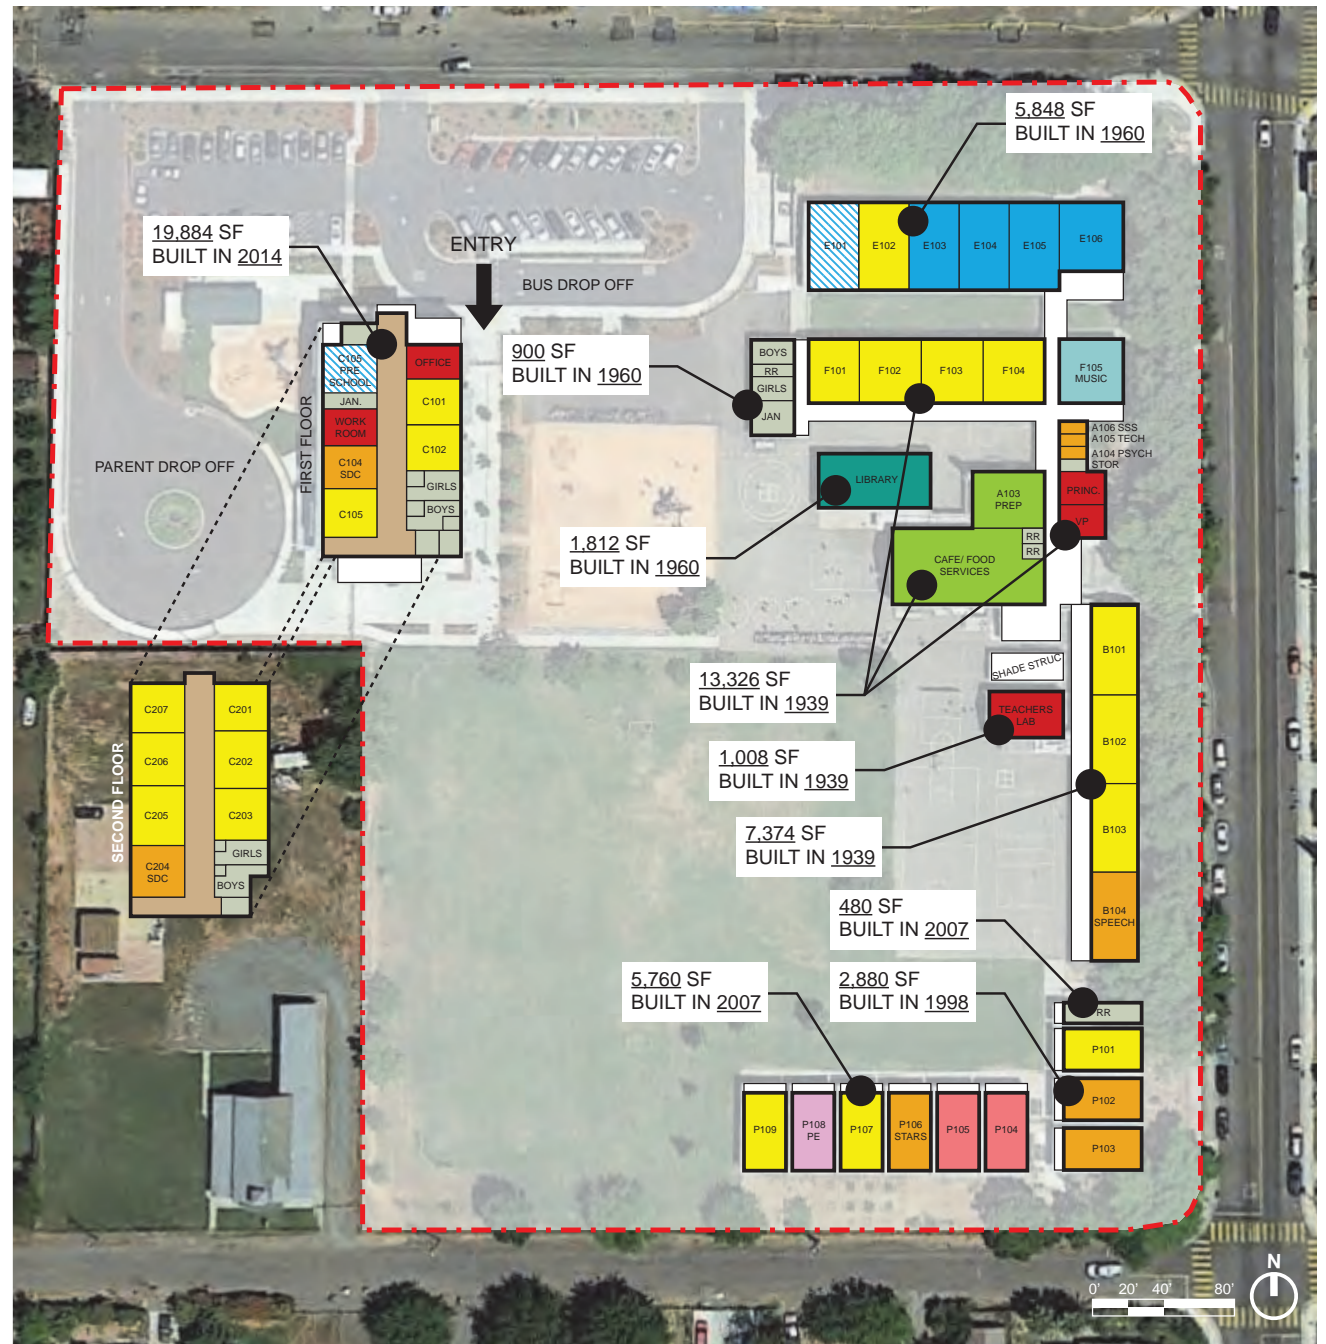 5,848 SF
BUILT IN 1960
19,884 SF
BUILT IN 2014
ENTRY
BUS DROP OFF
E101
E102
E103
E104
E105
E106
900 SF
BUILT IN 1960
BOYS
RR
GIRLS
JAN
F101
F102
F103
F104
F105
MUSIC
FIRST FLOOR
C105
PRE
SCHOOL
JAN.
WORK
ROOM
C104
SDC
C105
OFFICE
C101
C102
GIRLS
BOYS
PARENT DROP OFF
A106 SSS
A105 TECH
A104 PSYCH
STOR
PRINC.
VP
LIBRARY
A103
PREP
RR
RR
CAFE/ FOOD
SERVICES
1,812 SF
BUILT IN 1960
13,326 SF
BUILT IN 1939
SHADE STRUC
TEACHERS
LAB
1,008 SF
BUILT IN 1939
7,374 SF
BUILT IN 1939
B101
B102
B103
B104
SPEECH
SECOND FLOOR
C207
C206
C205
C204
SDC
C201
C202
C203
GIRLS
BOYS
480 SF
BUILT IN 2007
5,760 SF
BUILT IN 2007
2,880 SF
BUILT IN 1998
RR
P101
P102
P103
P109
P108
PE
P107
P106
STARS
P105
P104
N
0' 20' 40' 80'